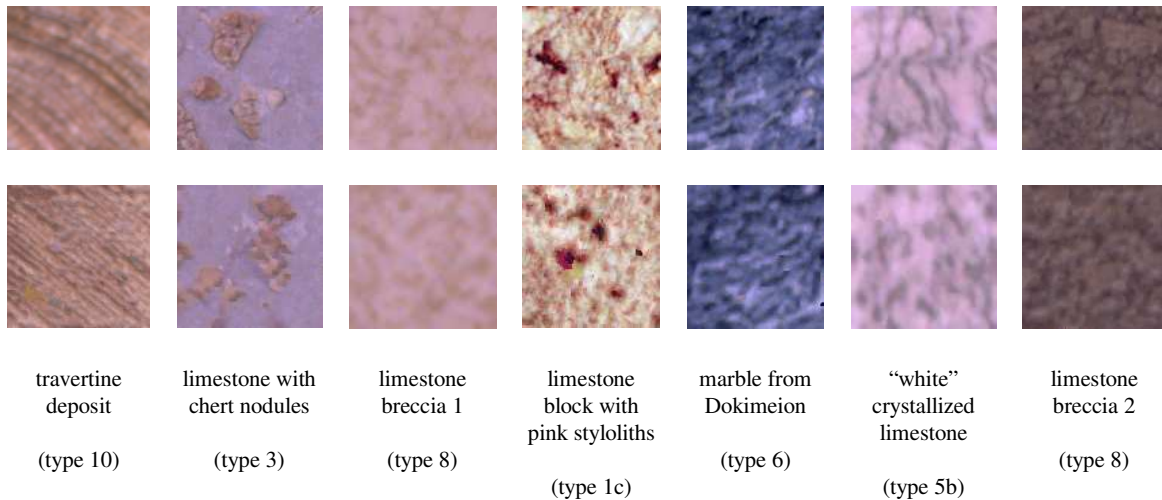 travertine
deposit
(type 10)
limestone with
chert nodules
(type 3)
limestone
breccia 1
(type 8)
limestone
block with
pink styloliths
(type 1c)
marble from
Dokimeion
(type 6)
“white”
crystallized
limestone
(type 5b)
limestone
breccia 2
(type 8)